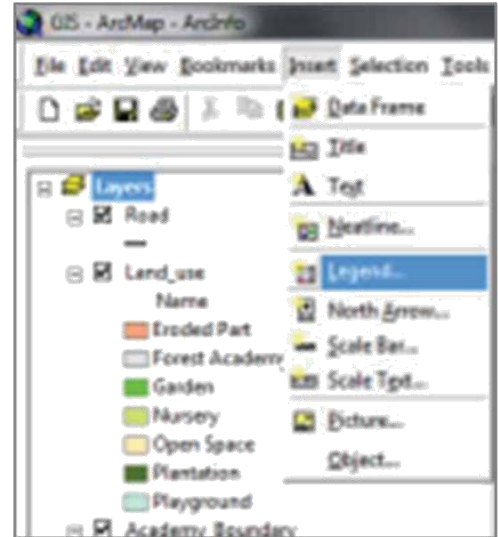 GIS - ArcMap - ArcInfo
File Edit View Bookmarks Insert Selection Tools
Data Frame
Title
Text
Neatline...
Legend...
North Arrow...
Scale Bar...
Scale Text...
Picture...
Object...
Layers
Road
Land_use
Name
Eroded Part
Forest Academy
Garden
Nursery
Open Space
Plantation
Playground
Academy Boundary